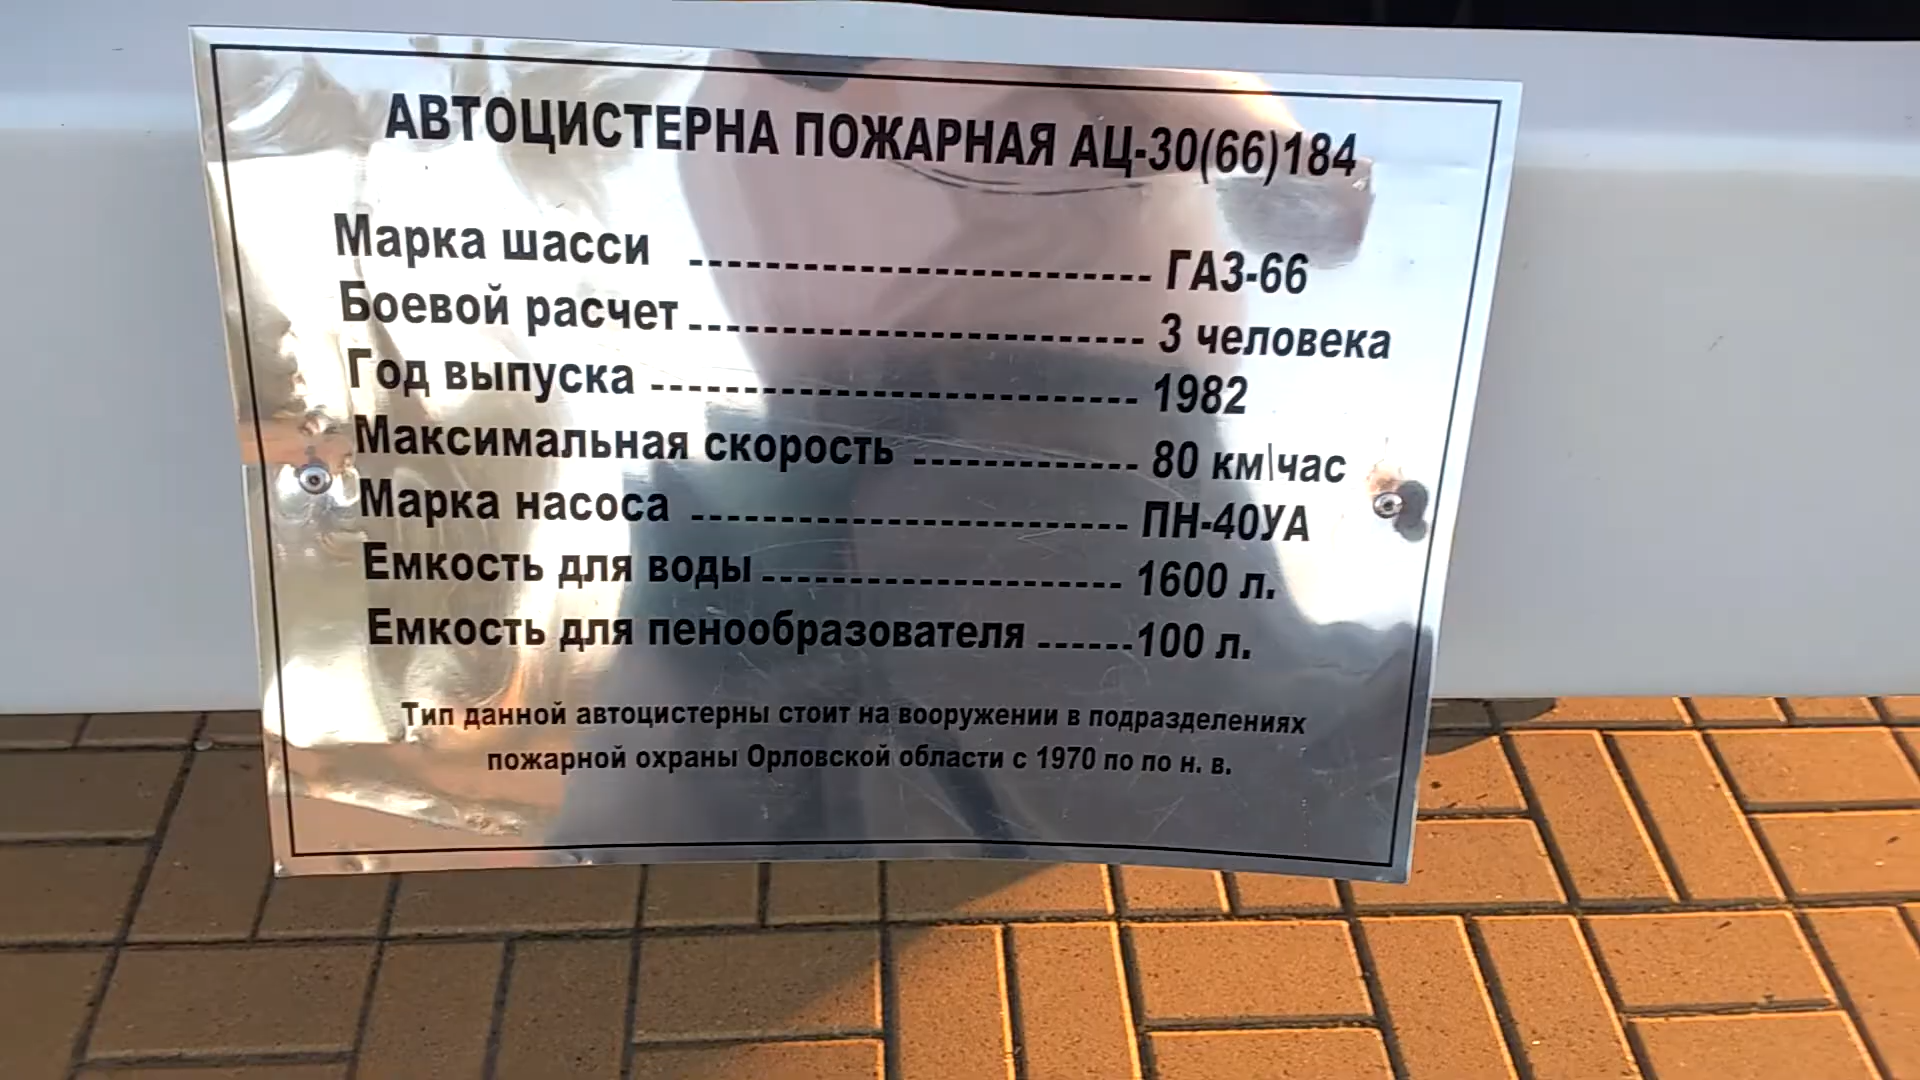 АВТОЦИСТЕРНА ПОЖАРНАЯ АЦ-30(66)184
Марка шасси ------------------------- ГАЗ-66
Боевой расчет ------------------------- 3 человека
Год выпуска -------------------------- 1982
Максимальная скорость ------------ 80 км\час
Марка насоса ------------------------ ПН-40УА
Емкость для воды -------------------- 1600 л.
Емкость для пенообразователя ------100 л.
Тип данной автоцистерны стоит на вооружении в подразделениях
пожарной охраны Орловской области с 1970 по по н. в.